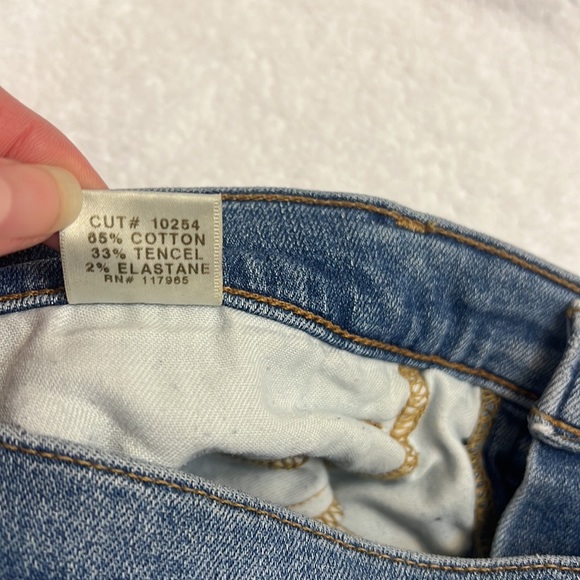 CUT# 10254
65% COTTON
33% TENCEL
2% ELASTANE
RN# 117965